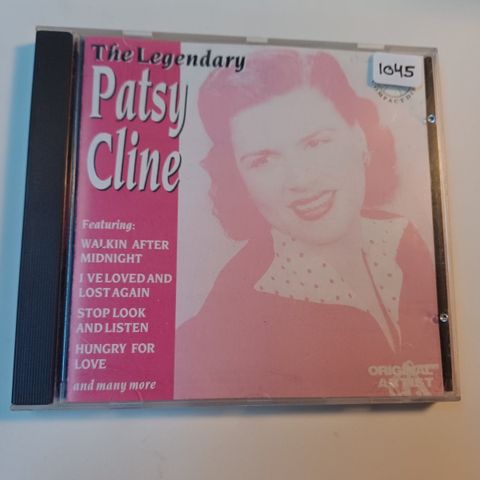 The Legendary
Patsy
Cline
1045
Featuring:
WALKIN AFTER
MIDNIGHT
I'VE LOVED AND
LOST AGAIN
STOP LOOK
AND LISTEN
HUNGRY FOR
LOVE
and many more
ORIGINAL
ARTIST